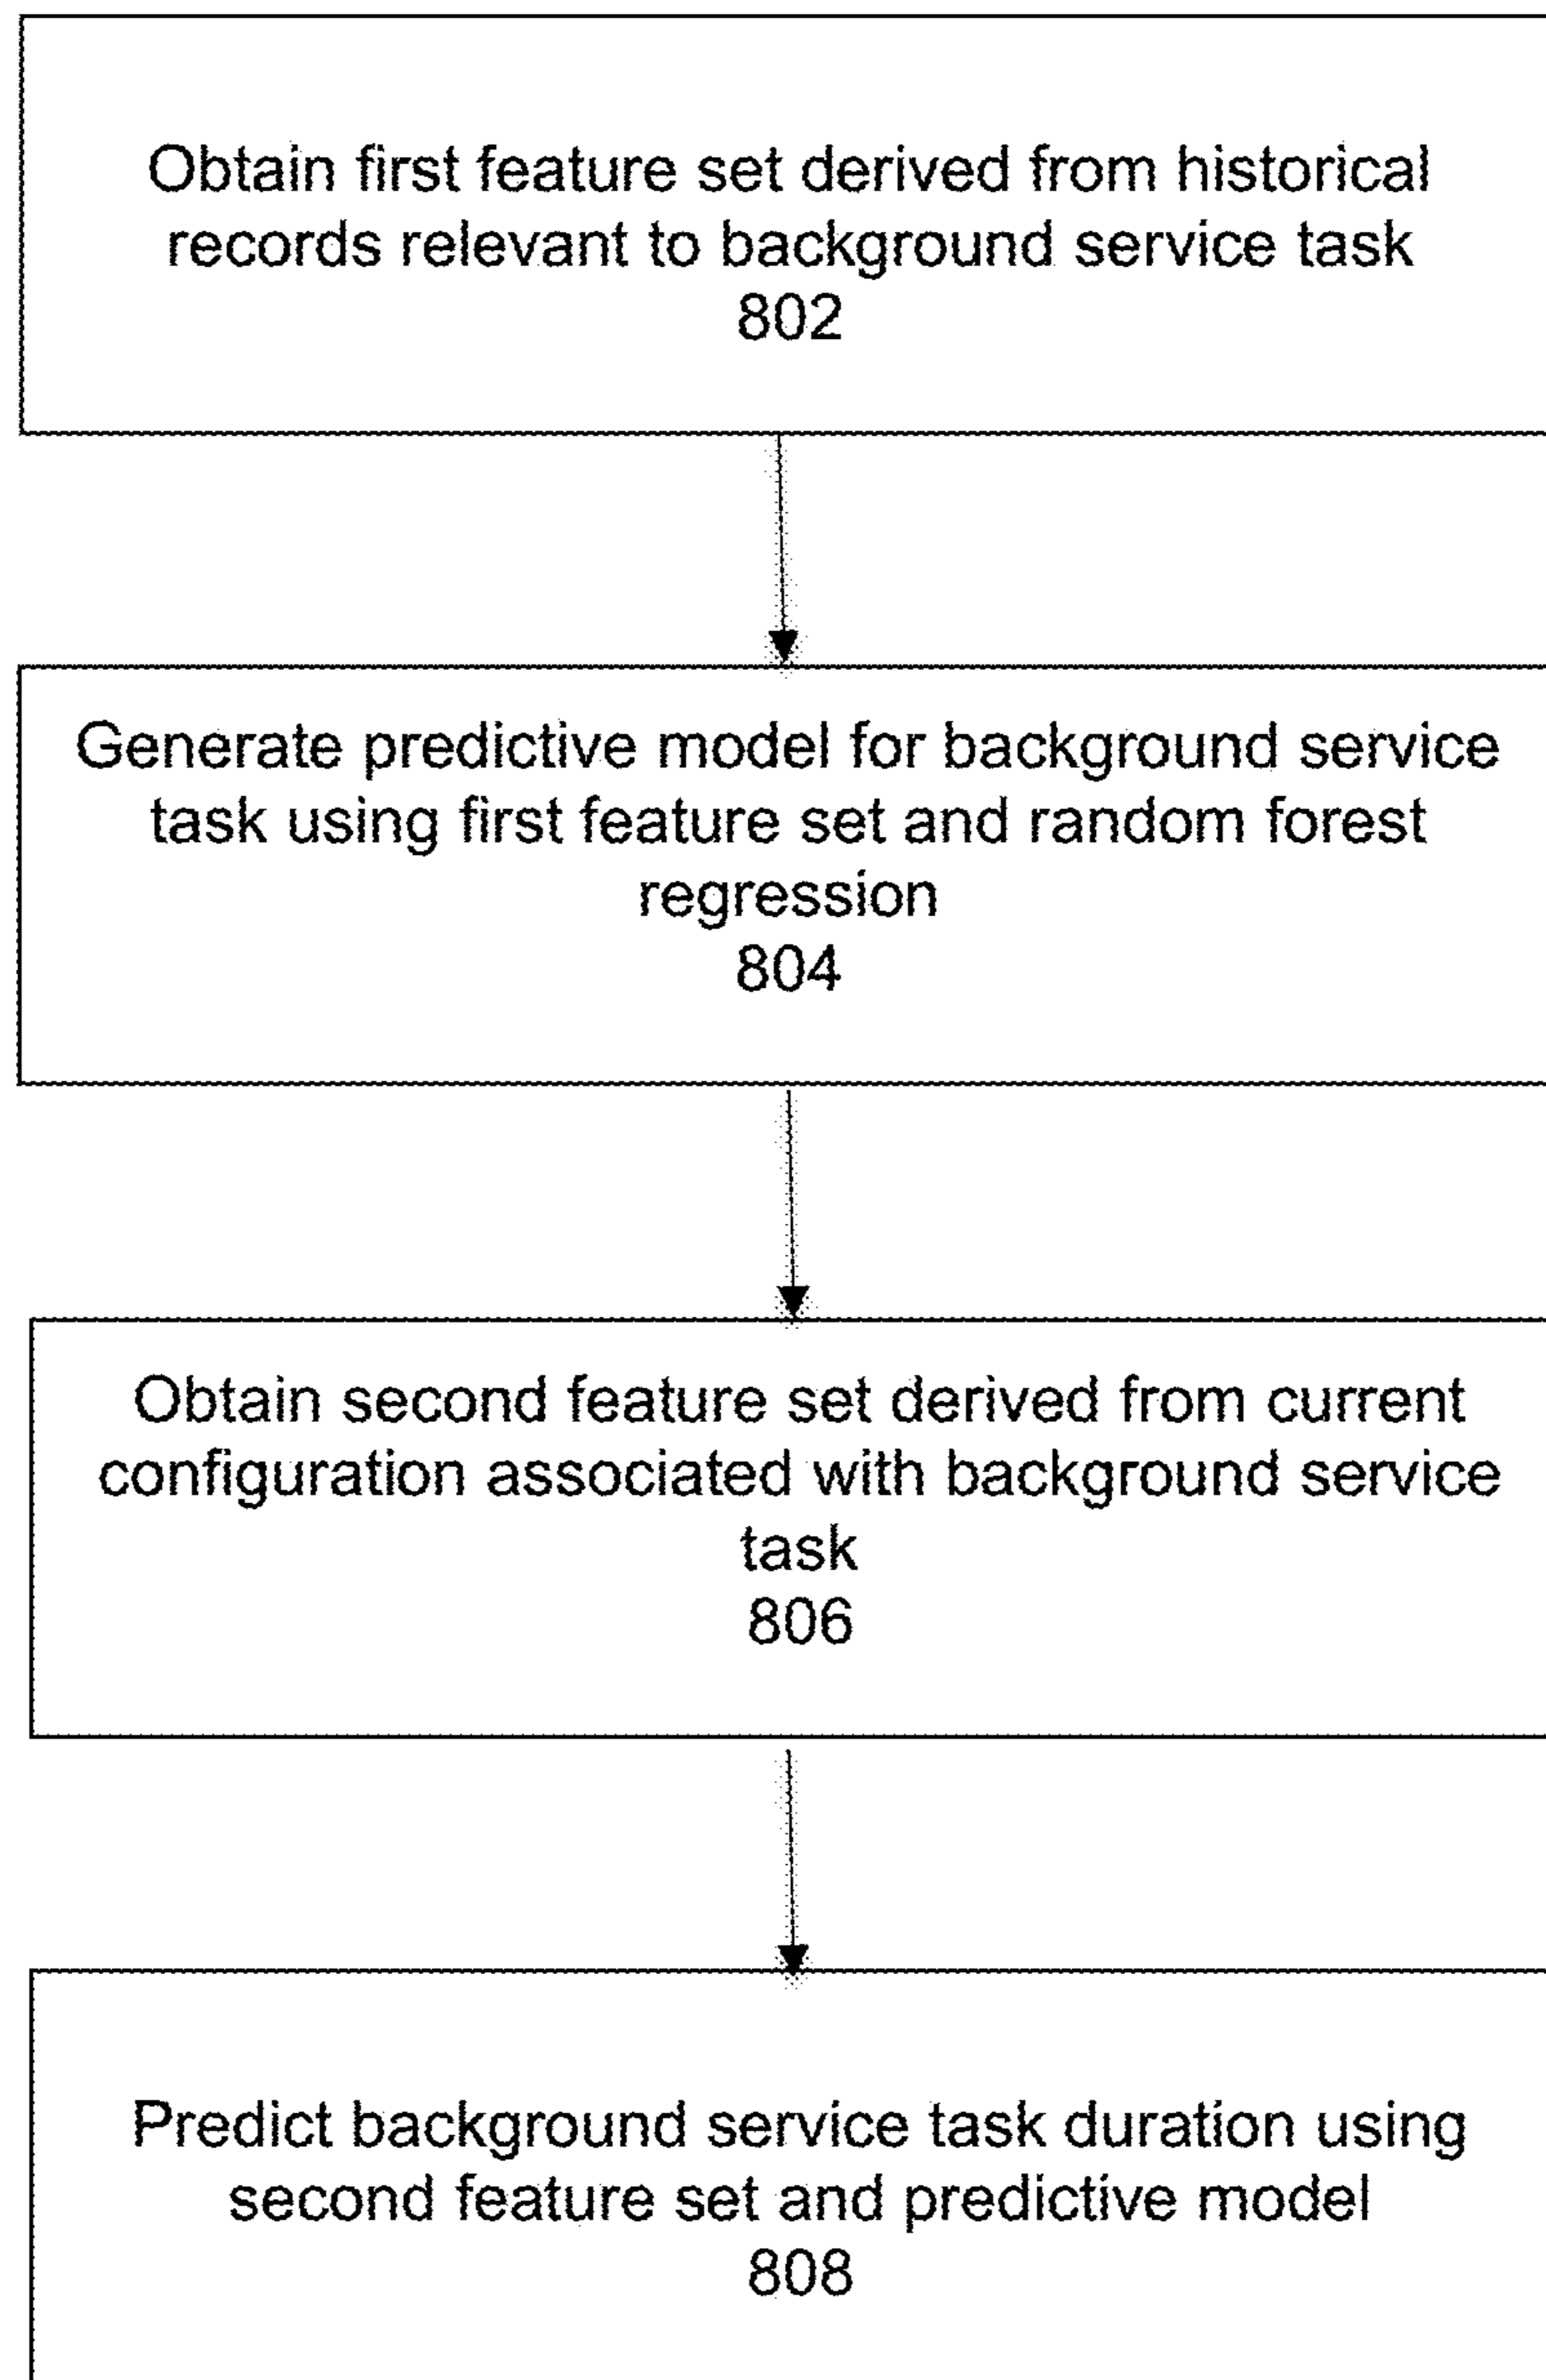 Obtain first feature set derived from historical
records relevant to background service task
802
Generate predictive model for background service
task using first feature set and random forest
regression
804
Obtain second feature set derived from current
configuration associated with background service
task
806
Predict background service task duration using
second feature set and predictive model
808